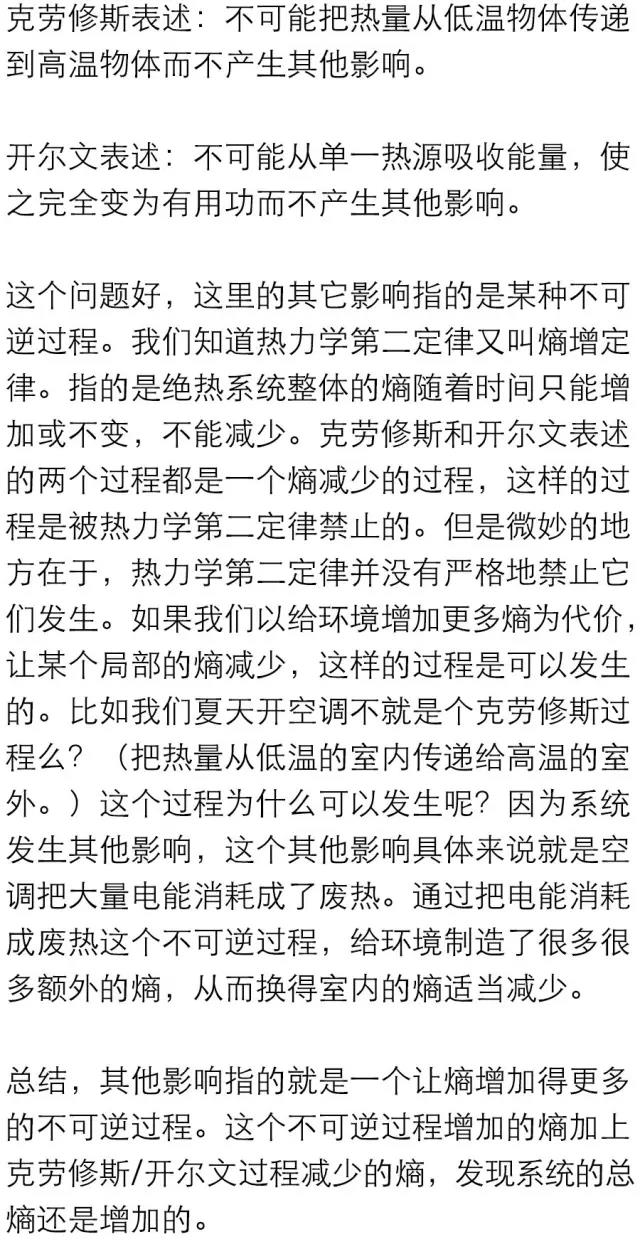 克劳修斯表述：不可能把热量从低温物体传递
到高温物体而不产生其他影响。
开尔文表述：不可能从单一热源吸收能量，使
之完全变为有用功而不产生其他影响。
这个问题好，这里的其它影响指的是某种不可
逆过程。我们知道热力学第二定律又叫熵增定
律。指的是绝热系统整体的熵随着时间只能增
加或不变，不能减少。克劳修斯和开尔文表述
的两个过程都是一个熵减少的过程，这样的过
程是被热力学第二定律禁止的。但是微妙的地
方在于，热力学第二定律并没有严格地禁止它
们发生。如果我们以给环境增加更多熵为代价，
让某个局部的熵减少，这样的过程是可以发生
的。比如我们夏天开空调不就是个克劳修斯过
程么？（把热量从低温的室内传递给高温的室
外。）这个过程为什么可以发生呢？因为系统
发生其他影响，这个其他影响具体来说就是空
调把大量电能消耗成了废热。通过把电能消耗
成废热这个不可逆过程，给环境制造了很多很
多额外的熵，从而换得室内的熵适当减少。
总结，其他影响指的就是一个让熵增加得更多
的不可逆过程。这个不可逆过程增加的熵加上
克劳修斯/开尔文过程减少的熵，发现系统的总
熵还是增加的。